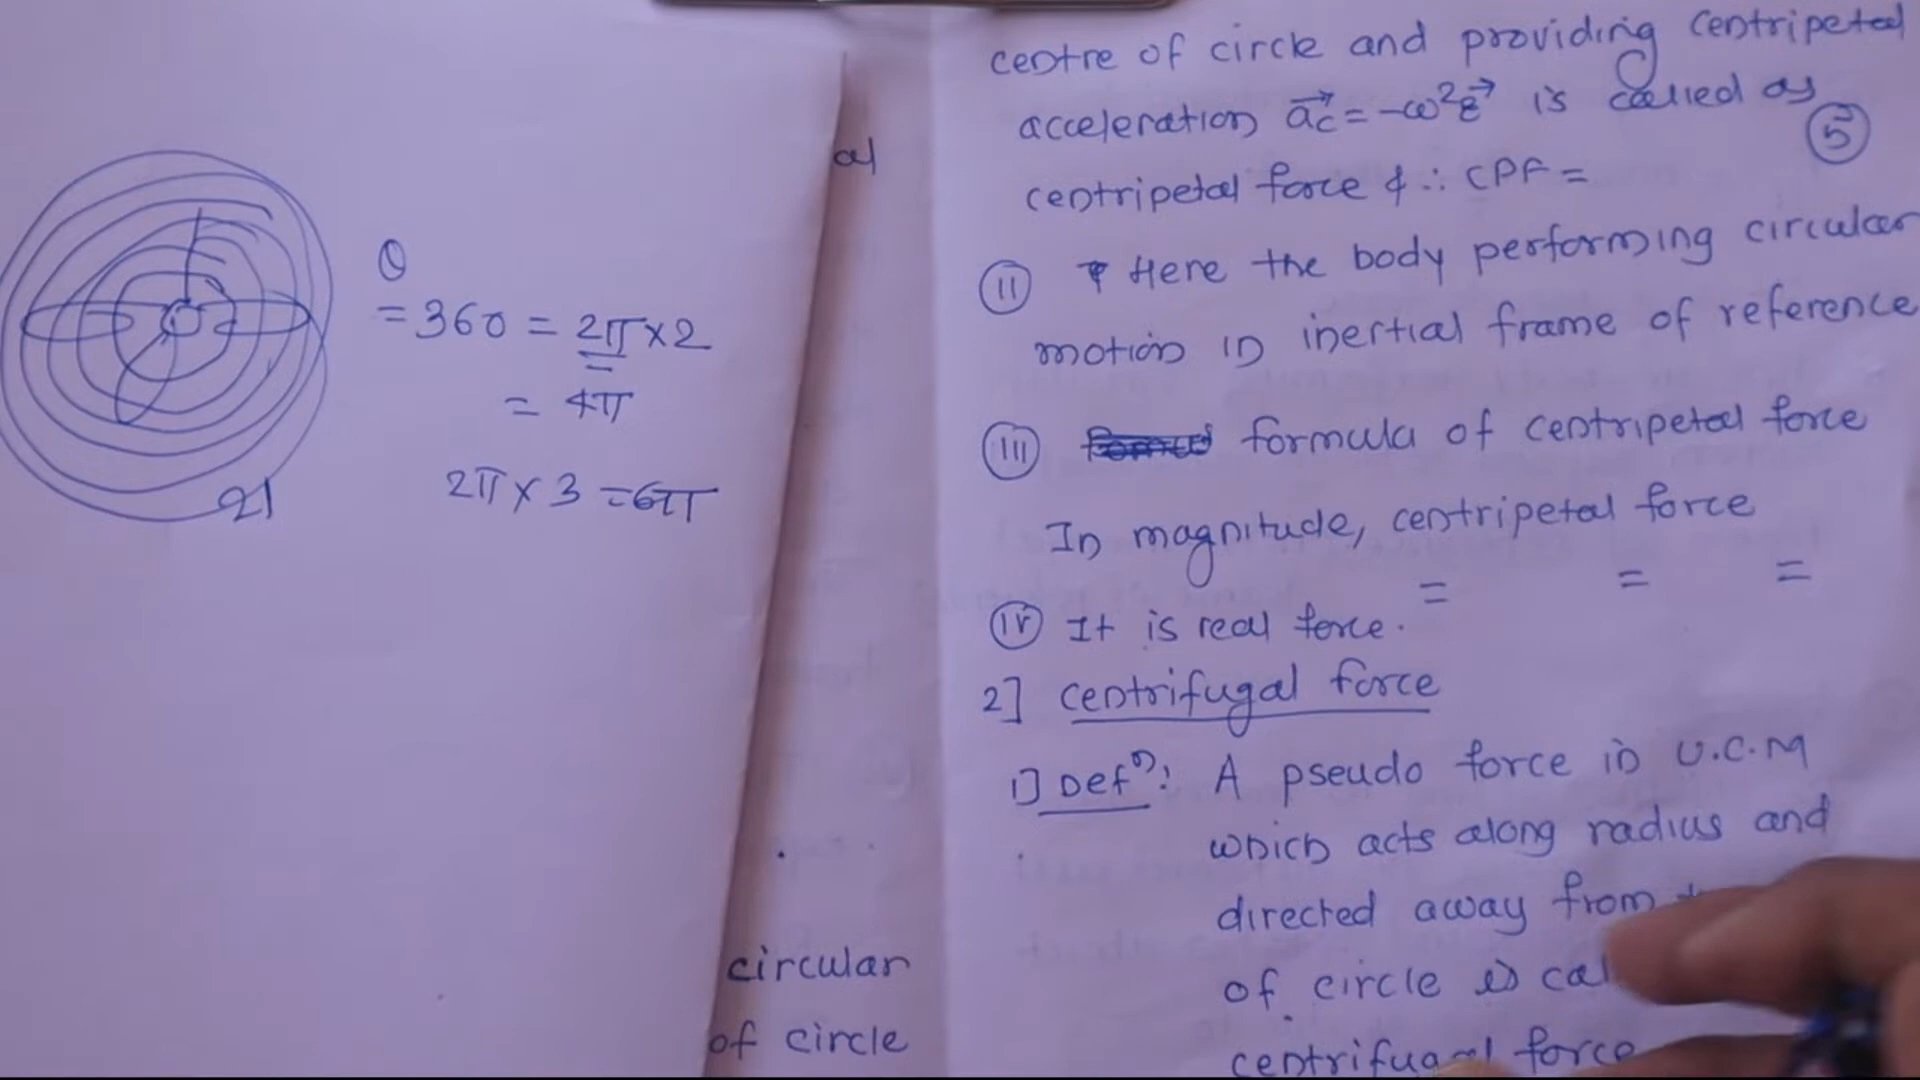 θ
= 360 = 2π × 2
= 4π
2π × 3 = 6π
21
al
circular
of circle
centre of circle and providing centripetal
acceleration a⃗c = -ω²r⃗ is called as
5
centripetal force & ∴ CPF =
(ii) Here the body performing circular
motion in inertial frame of reference
(iii) formula of centripetal force
In magnitude, centripetal force
= = =
(iv) It is real force.
2] centrifugal force
1] Defⁿ: A pseudo force in U.C.M
which acts along radius and
directed away from
of circle is
centrifugal force